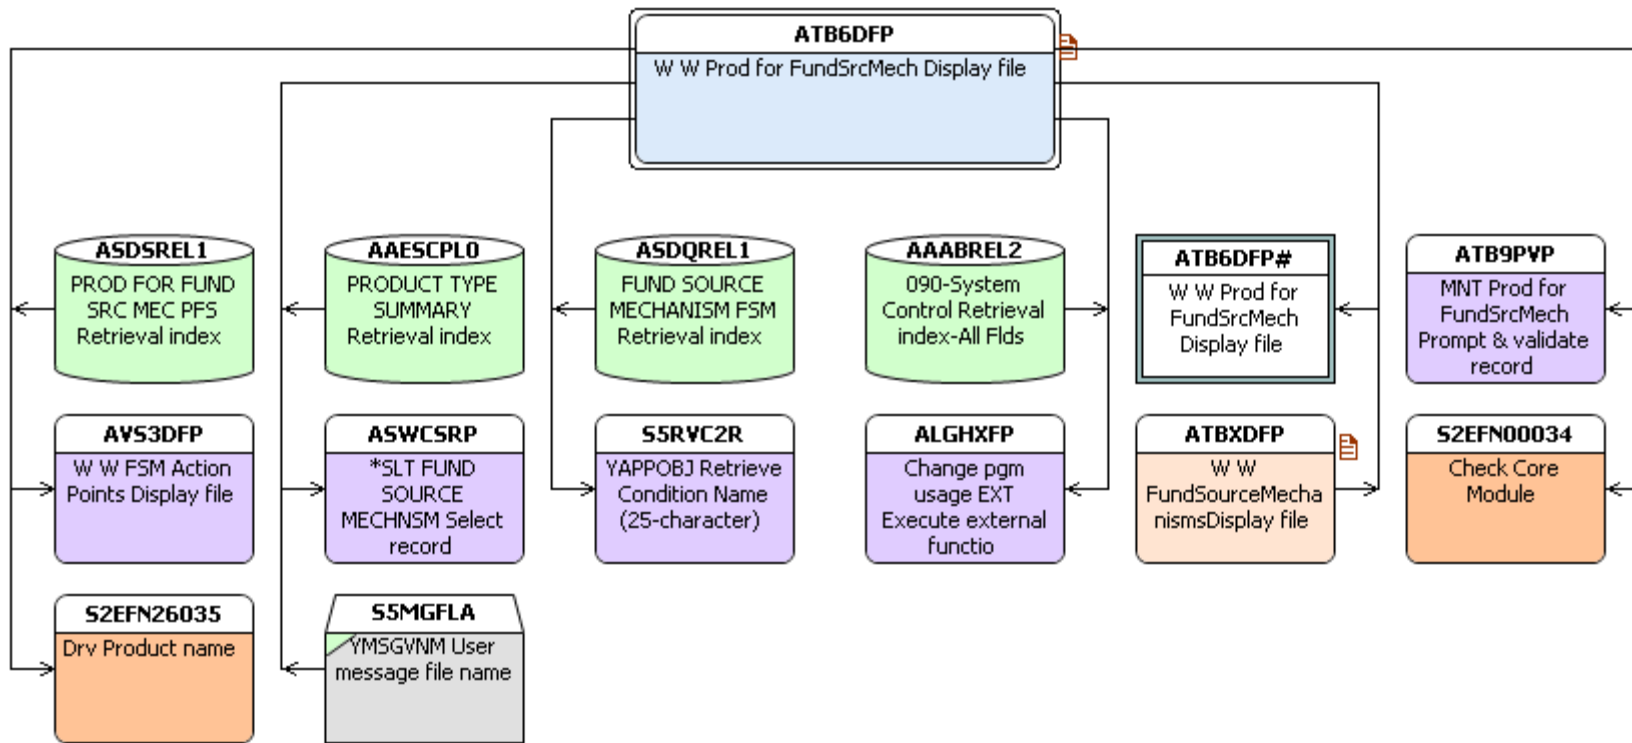 ATB6DFP
W W Prod for FundSrcMech Display file
ASDSREL1
PROD FOR FUND
SRC MEC PFS
Retrieval index
AAESCPL0
PRODUCT TYPE
SUMMARY
Retrieval index
ASDQREL1
FUND SOURCE
MECHANISM FSM
Retrieval index
AAABREL2
090-System
Control Retrieval
index-All Flds
ATB6DFP#
W W Prod for
FundSrcMech
Display file
ATB9PVP
MNT Prod for
FundSrcMech
Prompt & validate
record
AVS3DFP
W W FSM Action
Points Display file
ASWCSRP
*SLT FUND
SOURCE
MECHNSM Select
record
S5RVC2R
YAPPOBJ Retrieve
Condition Name
(25-character)
ALGHXFP
Change pgm
usage EXT
Execute external
functio
ATBXDFP
W W
FundSourceMecha
nismsDisplay file
S2EFN00034
Check Core
Module
S2EFN26035
Drv Product name
S5MGFLA
YMSGVNM User
message file name